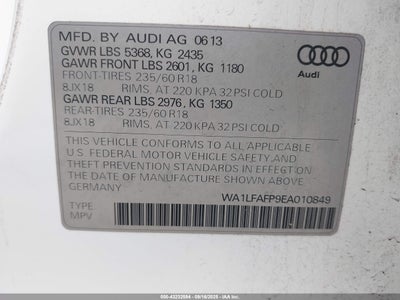 MFD. BY AUDI AG 06 13
GVWR LBS 5368, KG 2435
GAWR FRONT LBS 2601, KG 1180
FRONT-TIRES 235/60 R18
8JX18 RIMS, AT 220 KPA 32 PSI COLD
GAWR REAR LBS 2976, KG 1350
REAR-TIRES 235/60 R18
8JX18 RIMS, AT 220 KPA 32 PSI COLD
Audi
THIS VEHICLE CONFORMS TO ALL APPLICABLE
U.S FEDERAL MOTOR VEHICLE SAFETY AND
THEFT PREVENTION STANDARDS IN EFFECT ON
THE DATE OF MANUFACTURE SHOWN ABOVE.
GERMANY
WA1LFAFP9EA010849
TYPE:
MPV